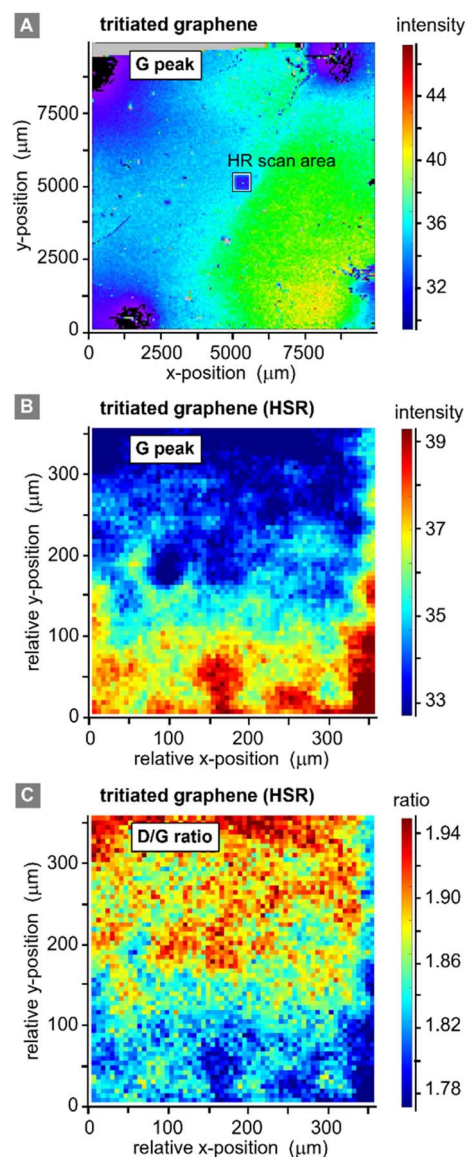 A tritiated graphene intensity
G peak
HR scan area
44
40
36
32
7500
5000
2500
0
y-position (μm)
0 2500 5000 7500
x-position (μm)
B tritiated graphene (HSR) intensity
G peak
39
37
35
33
300
200
100
0
relative y-position (μm)
0 100 200 300
relative x-position (μm)
C tritiated graphene (HSR) ratio
D/G ratio
1.94
1.90
1.86
1.82
1.78
300
200
100
0
relative y-position (μm)
0 100 200 300
relative x-position (μm)